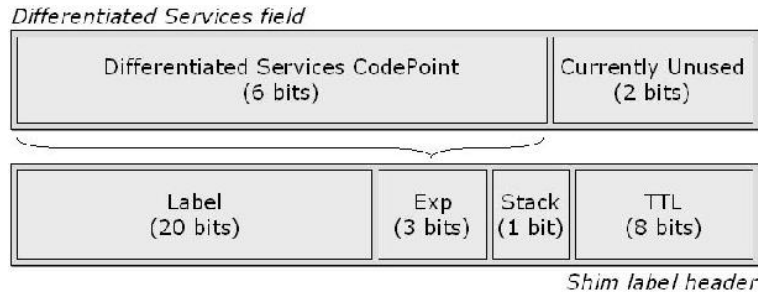 Differentiated Services field
Differentiated Services CodePoint
(6 bits)
Currently Unused
(2 bits)
Label
(20 bits)
Exp
(3 bits)
Stack
(1 bit)
TTL
(8 bits)
Shim label header